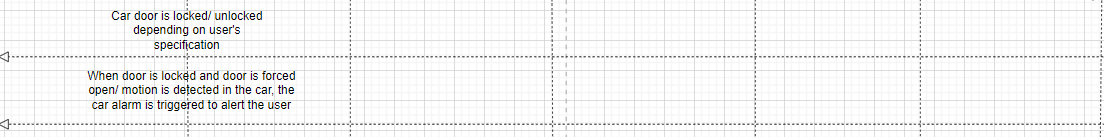 Car door is locked/ unlocked
depending on user's
specification
When door is locked and door is forced
open/ motion is detected in the car, the
car alarm is triggered to alert the user